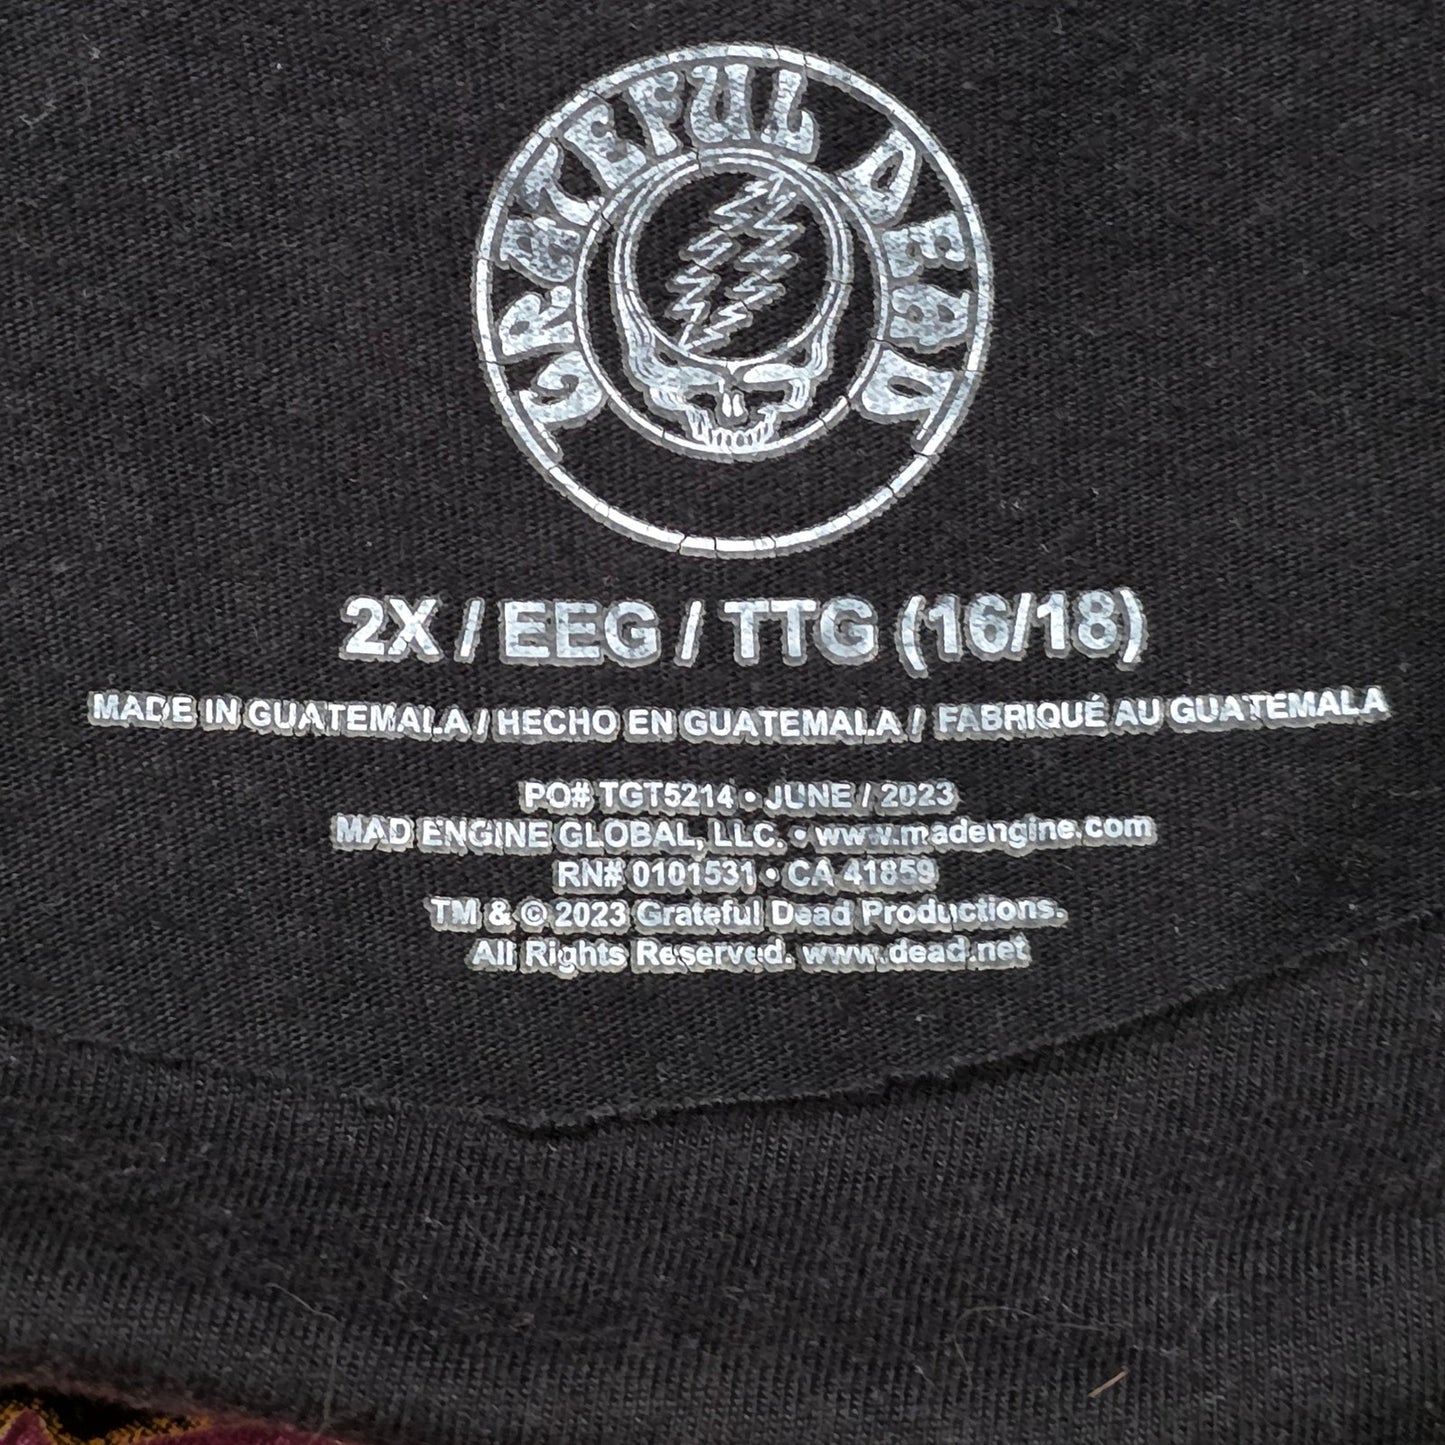 GRATEFUL DEAD
2X / EEG / TTG (16/18)
MADE IN GUATEMALA / HECHO EN GUATEMALA / FABRIQUÉ AU GUATEMALA
PO# TGT5214 • JUNE / 2023
MAD ENGINE GLOBAL, LLC. • www.madengine.com
RN# 0101531 • CA 41859
TM & © 2023 Grateful Dead Productions.
All Rights Reserved. www.dead.net